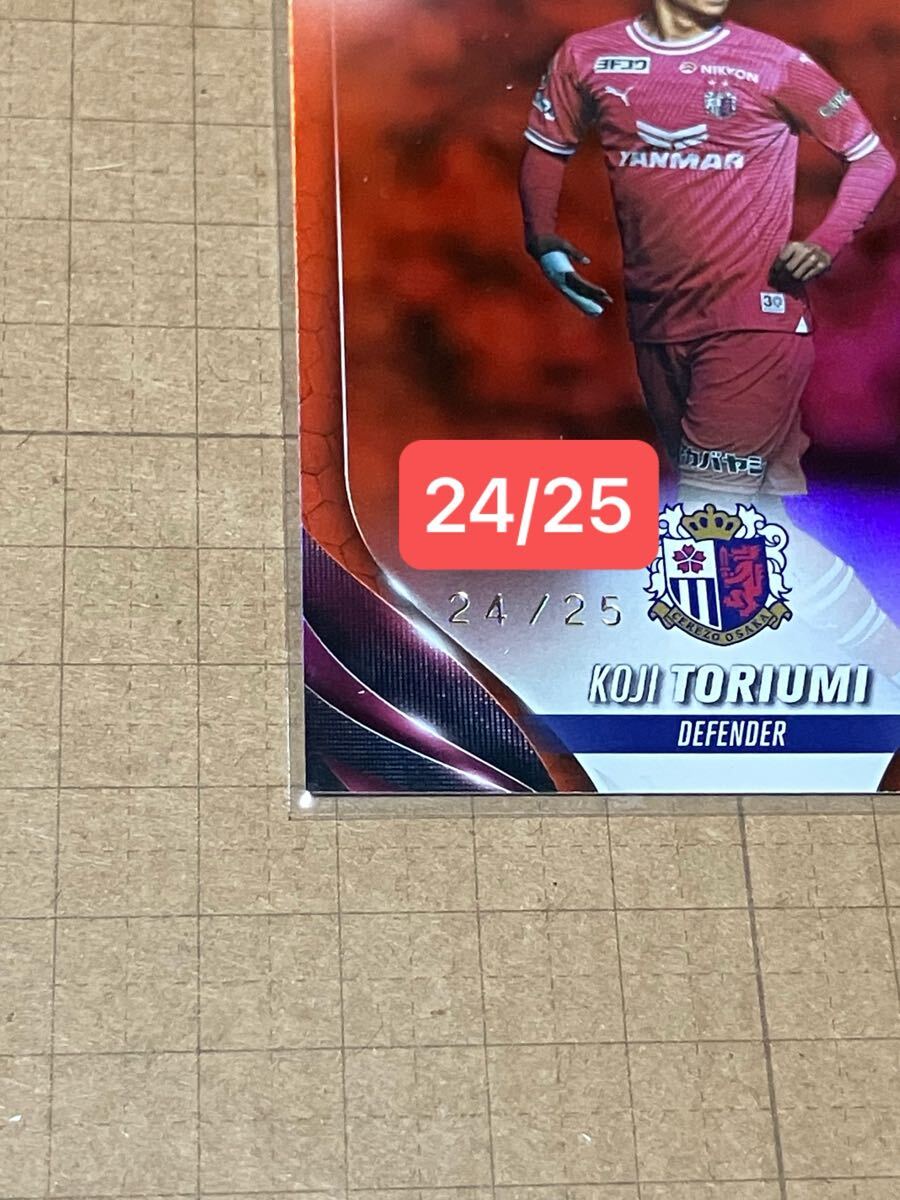 ヨドコウ
NIKKON
YANMAR
30
カバヤシ
24/25
24/25
CEREZO OSAKA
KOJI TORIUMI
DEFENDER